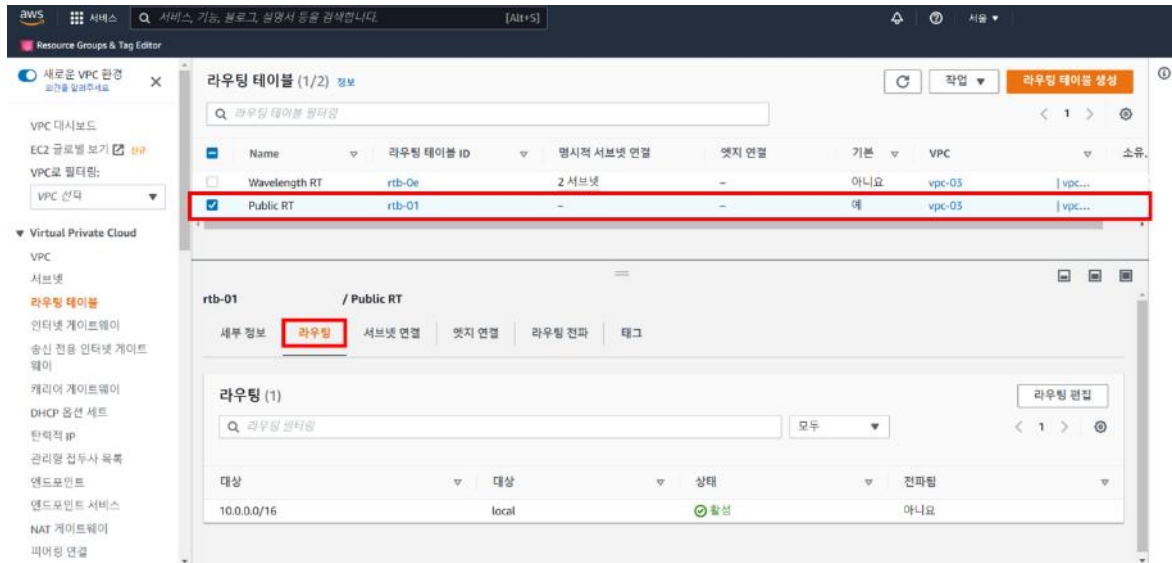 aws 서비스 서비스, 기능, 블로그, 설명서 등을 검색합니다. [Alt+S] 서울 ▼
Resource Groups & Tag Editor
새로운 VPC 환경
의견을 알려주세요
VPC 대시보드
EC2 글로벌 보기 신규
VPC로 필터링:
VPC 선택
Virtual Private Cloud
VPC
서브넷
라우팅 테이블
인터넷 게이트웨이
송신 전용 인터넷 게이트
웨이
캐리어 게이트웨이
DHCP 옵션 세트
탄력적 IP
관리형 접두사 목록
엔드포인트
엔드포인트 서비스
NAT 게이트웨이
피어링 연결
라우팅 테이블 (1/2) 정보
작업 ▼ 라우팅 테이블 생성
라우팅 테이블 필터링
< 1 >
Name 라우팅 테이블 ID 명시적 서브넷 연결 엣지 연결 기본 VPC 소유.
Wavelength RT rtb-0e 2 서브넷 – 아니요 vpc-03 | vpc...
Public RT rtb-01 – – 예 vpc-03 | vpc...
rtb-01 / Public RT
세부 정보 라우팅 서브넷 연결 엣지 연결 라우팅 전파 태그
라우팅 (1)
라우팅 편집
라우팅 필터링 모두
< 1 >
대상 대상 상태 전파됨
10.0.0.0/16 local 활성 아니요